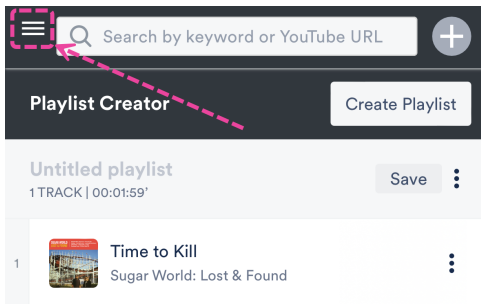 Search by keyword or YouTube URL
Playlist Creator
Create Playlist
Untitled playlist
Save
1 TRACK | 00:01:59’
1
Time to Kill
Sugar World: Lost & Found